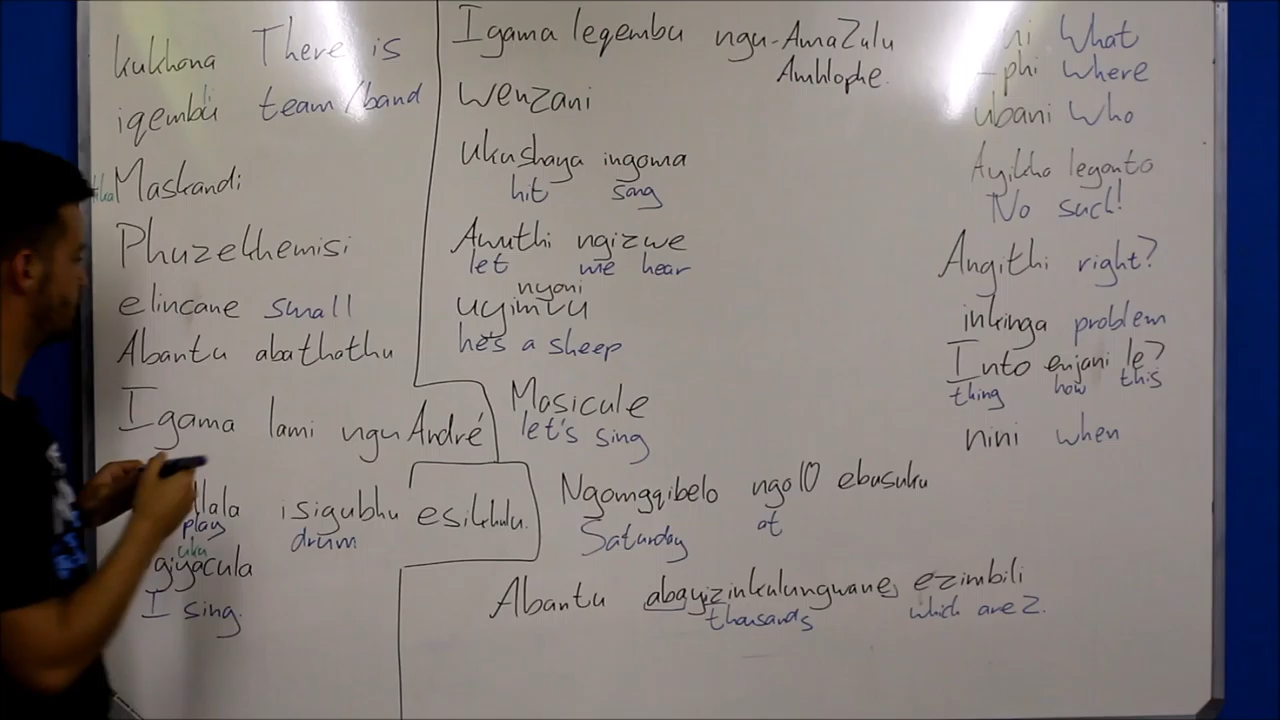 kukhona There is
iqembu team/band
Maskandi
Phuzekhemisi
elincane small
Abantu abathathu
Igama lami ngu André
isigubhu esikhulu.
play drum
uku
giyacula
I sing.
Igama leqembu ngu-AmaZulu
Amhlophe.
Wenzani
Ukushaya ingoma
hit song
Awuthi ngizwe
let me hear
nyoni
uyimvu
he's a sheep
Masicule
let's sing
Ngomgqibelo ngo10 ebusuku
Saturday at
Abantu abayizinkulungwane ezimbili
thousands which are 2.
ni What
-phi Where
ubani Who
Ayikho leyonto
No such!
Angithi right?
inkinga problem
Into enjani le?
thing how this
nini when